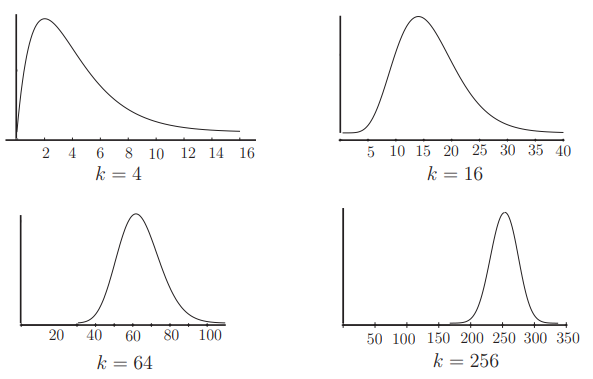 2 4 6 8 10 12 14 16
k = 4
5 10 15 20 25 30 35 40
k = 16
20 40 60 80 100
k = 64
50 100 150 200 250 300 350
k = 256